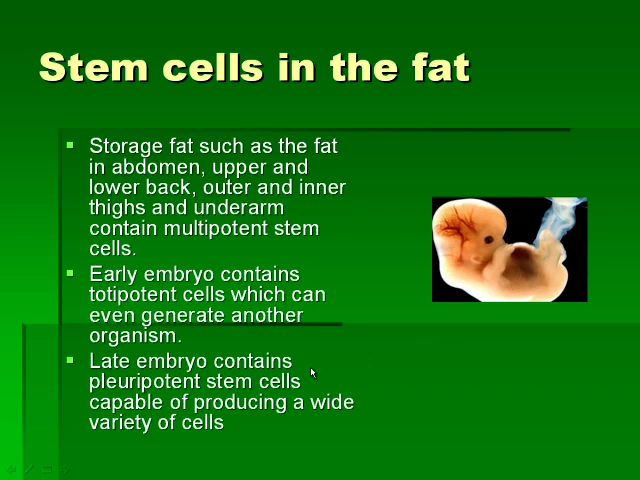 Stem cells in the fat
Storage fat such as the fat
in abdomen, upper and
lower back, outer and inner
thighs and underarm
contain multipotent stem
cells.
Early embryo contains
totipotent cells which can
even generate another
organism.
Late embryo contains
pleuripotent stem cells
capable of producing a wide
variety of cells